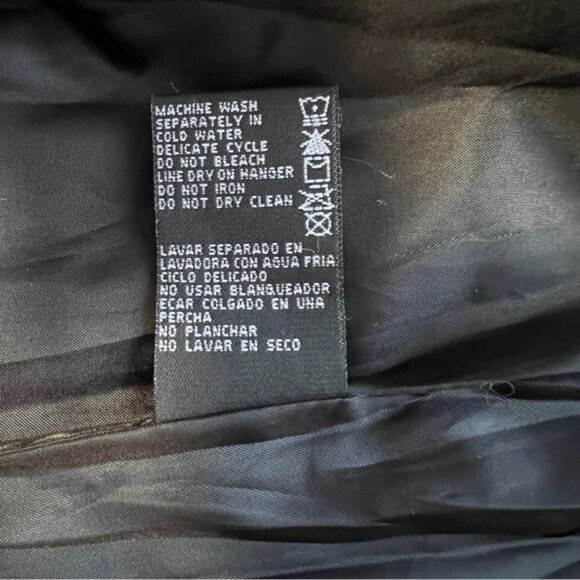 MACHINE WASH
SEPARATELY IN
COLD WATER
DELICATE CYCLE
DO NOT BLEACH
LINE DRY ON HANGER
DO NOT IRON
DO NOT DRY CLEAN
LAVAR SEPARADO EN
LAVADORA CON AGUA FRIA
CICLO DELICADO
NO USAR BLANQUEADOR
ECAR COLGADO EN UNA
PERCHA
NO PLANCHAR
NO LAVAR EN SECO